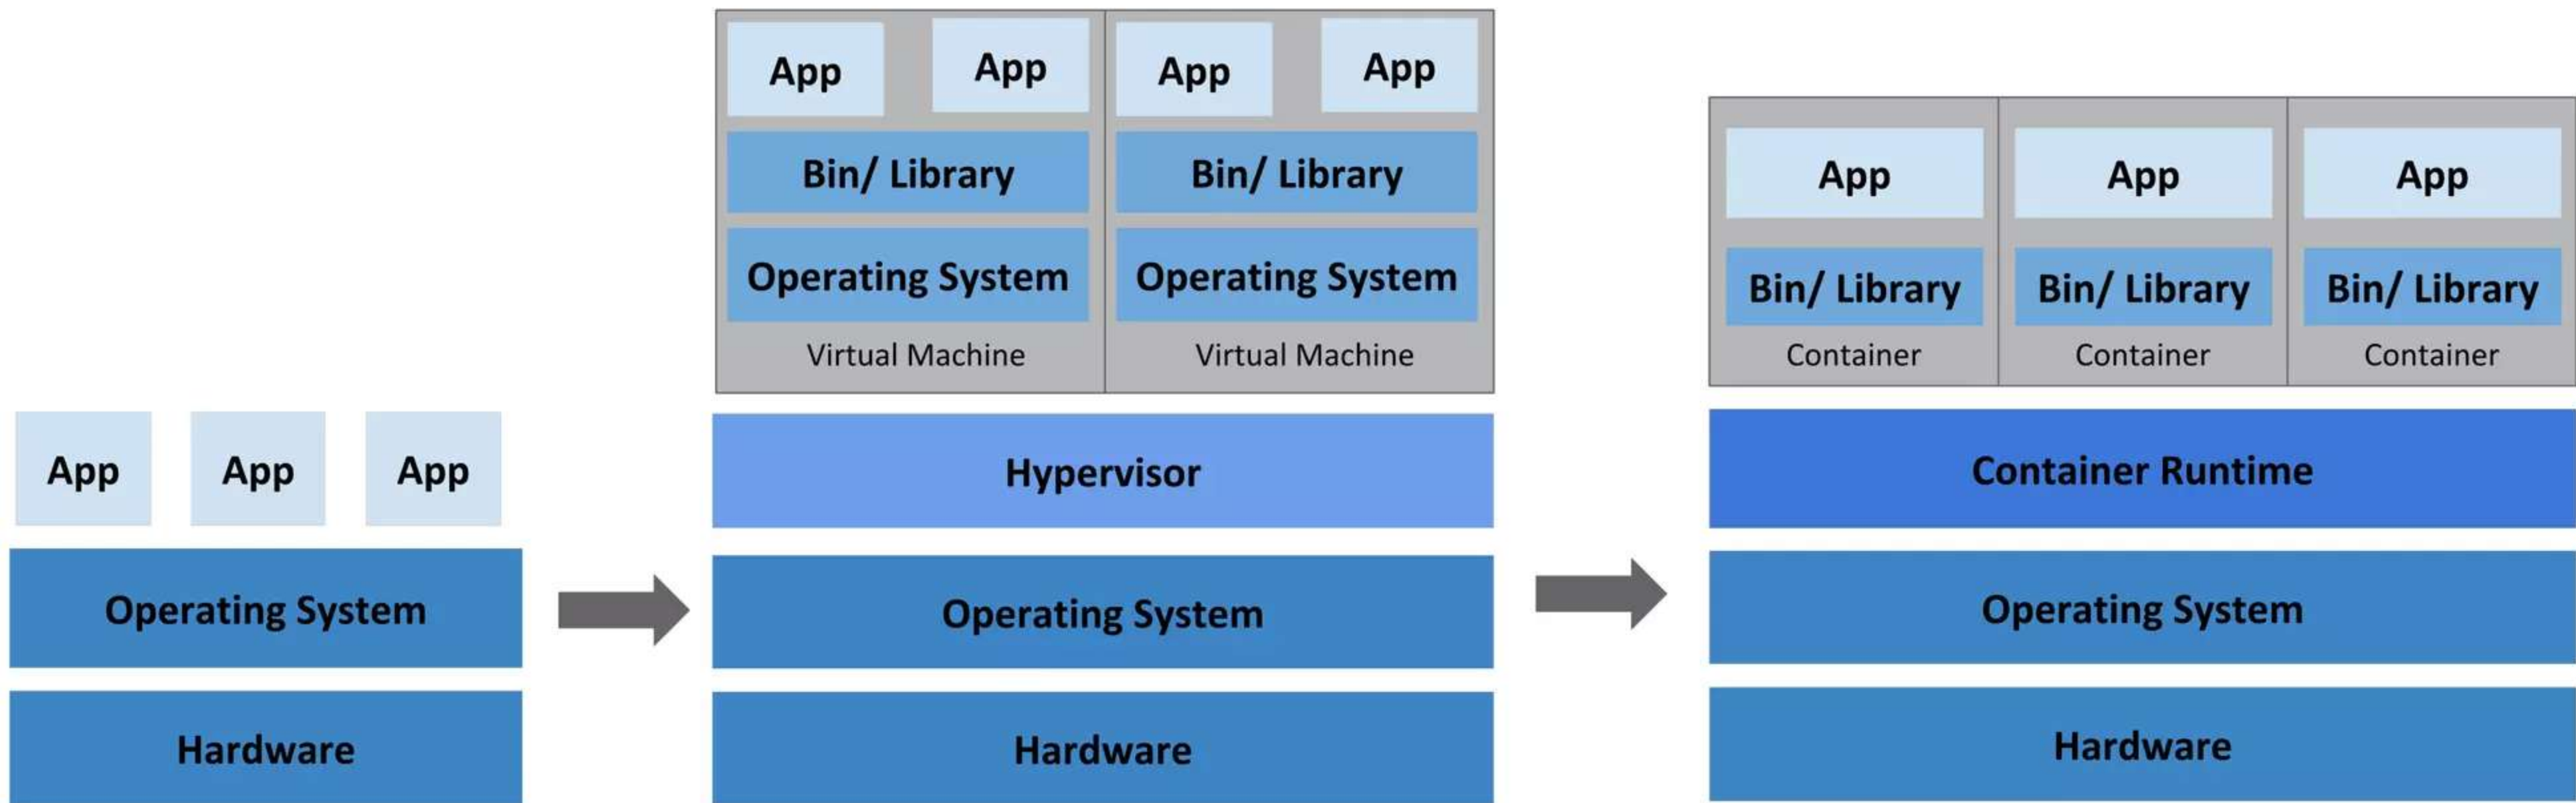 App
App
App
Operating System
Hardware
App
App
App
App
Bin/ Library
Bin/ Library
Operating System
Operating System
Virtual Machine
Virtual Machine
Hypervisor
Operating System
Hardware
App
App
App
Bin/ Library
Bin/ Library
Bin/ Library
Container
Container
Container
Container Runtime
Operating System
Hardware